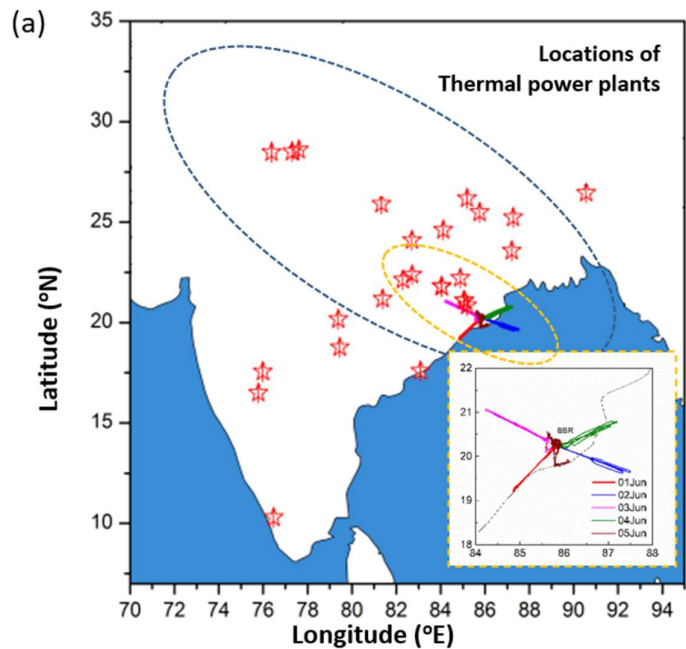 (a)
Locations of
Thermal power plants
35
30
25
20
15
10
Latitude (°N)
70 72 74 76 78 80 82 84 86 88 90 92 94
Longitude (°E)
22
21
20
19
18
BBR
01Jun
02Jun
03Jun
04Jun
05Jun
84 85 86 87 88